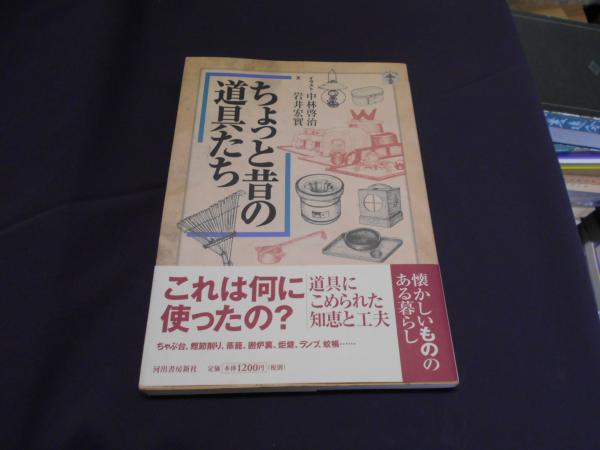 ちょっと昔の
道具たち
イラスト 中林啓治
文 岩井宏實
懐かしいものの
ある暮らし
道具に
こめられた
知恵と工夫
これは何に
使ったの?
ちゃぶ台、鰹節削り、蒸籠、囲炉裏、炬燵、ランプ、蚊帳……
河出書房新社
定価 本体1200円(税別)